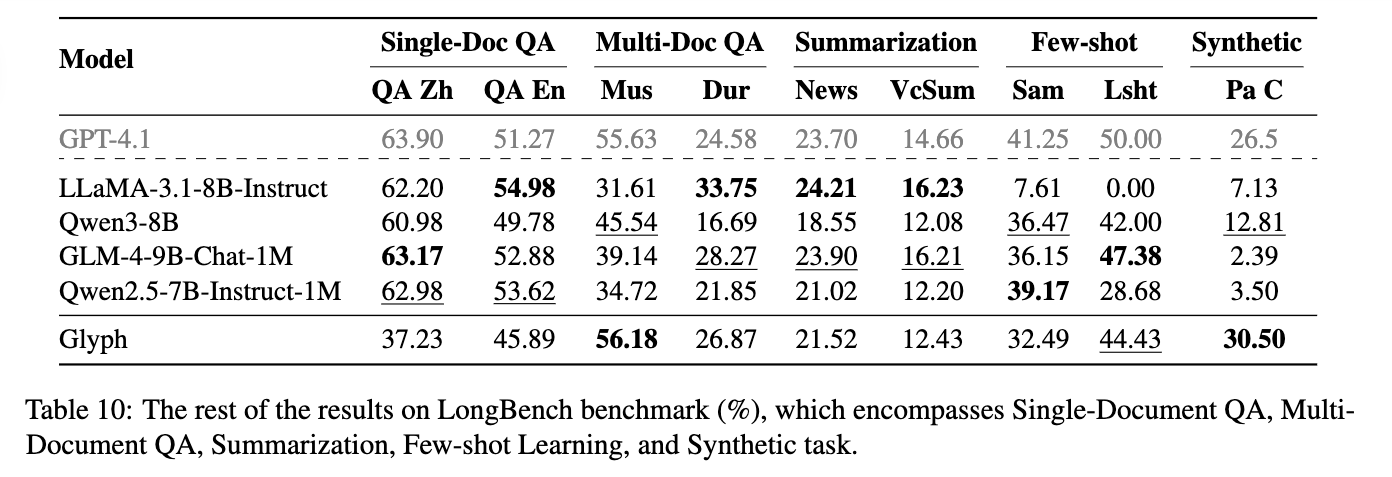 Model Single-Doc QA Multi-Doc QA Summarization Few-shot Synthetic
QA Zh QA En Mus Dur News VcSum Sam Lsht Pa C
GPT-4.1 63.90 51.27 55.63 24.58 23.70 14.66 41.25 50.00 26.5
LLaMA-3.1-8B-Instruct 62.20 54.98 31.61 33.75 24.21 16.23 7.61 0.00 7.13
Qwen3-8B 60.98 49.78 45.54 16.69 18.55 12.08 36.47 42.00 12.81
GLM-4-9B-Chat-1M 63.17 52.88 39.14 28.27 23.90 16.21 36.15 47.38 2.39
Qwen2.5-7B-Instruct-1M 62.98 53.62 34.72 21.85 21.02 12.20 39.17 28.68 3.50
Glyph 37.23 45.89 56.18 26.87 21.52 12.43 32.49 44.43 30.50
Table 10: The rest of the results on LongBench benchmark (%), which encompasses Single-Document QA, Multi-
Document QA, Summarization, Few-shot Learning, and Synthetic task.